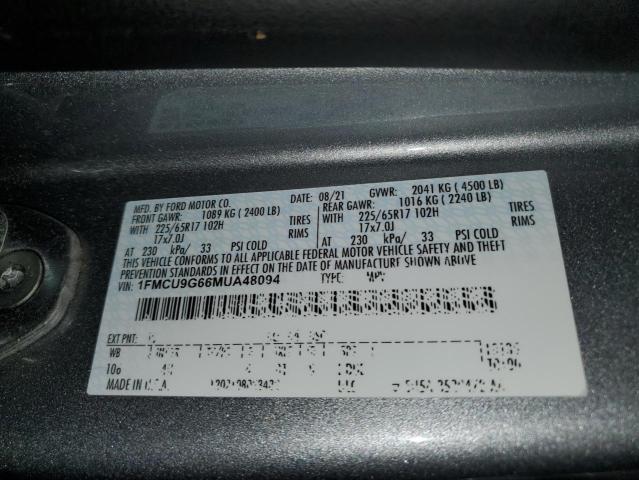 MFD. BY FORD MOTOR CO. DATE: 08/21 GVWR: 2041 KG ( 4500 LB)
FRONT GAWR: 1089 KG ( 2400 LB) REAR GAWR: 1016 KG ( 2240 LB)
WITH 225/65R17 102H TIRES WITH 225/65R17 102H TIRES
17x7.0J RIMS 17x7.0J RIMS
AT 230 kPa/ 33 PSI COLD AT 230 kPa/ 33 PSI COLD
THIS VEHICLE CONFORMS TO ALL APPLICABLE FEDERAL MOTOR VEHICLE SAFETY AND THEFT
PREVENTION STANDARDS IN EFFECT ON THE DATE OF MANUFACTURE SHOWN ABOVE
VIN: 1FMCU9G66MUA48094 TYPE: MPV
EXT PNT:
WB
MADE IN U.S.A.